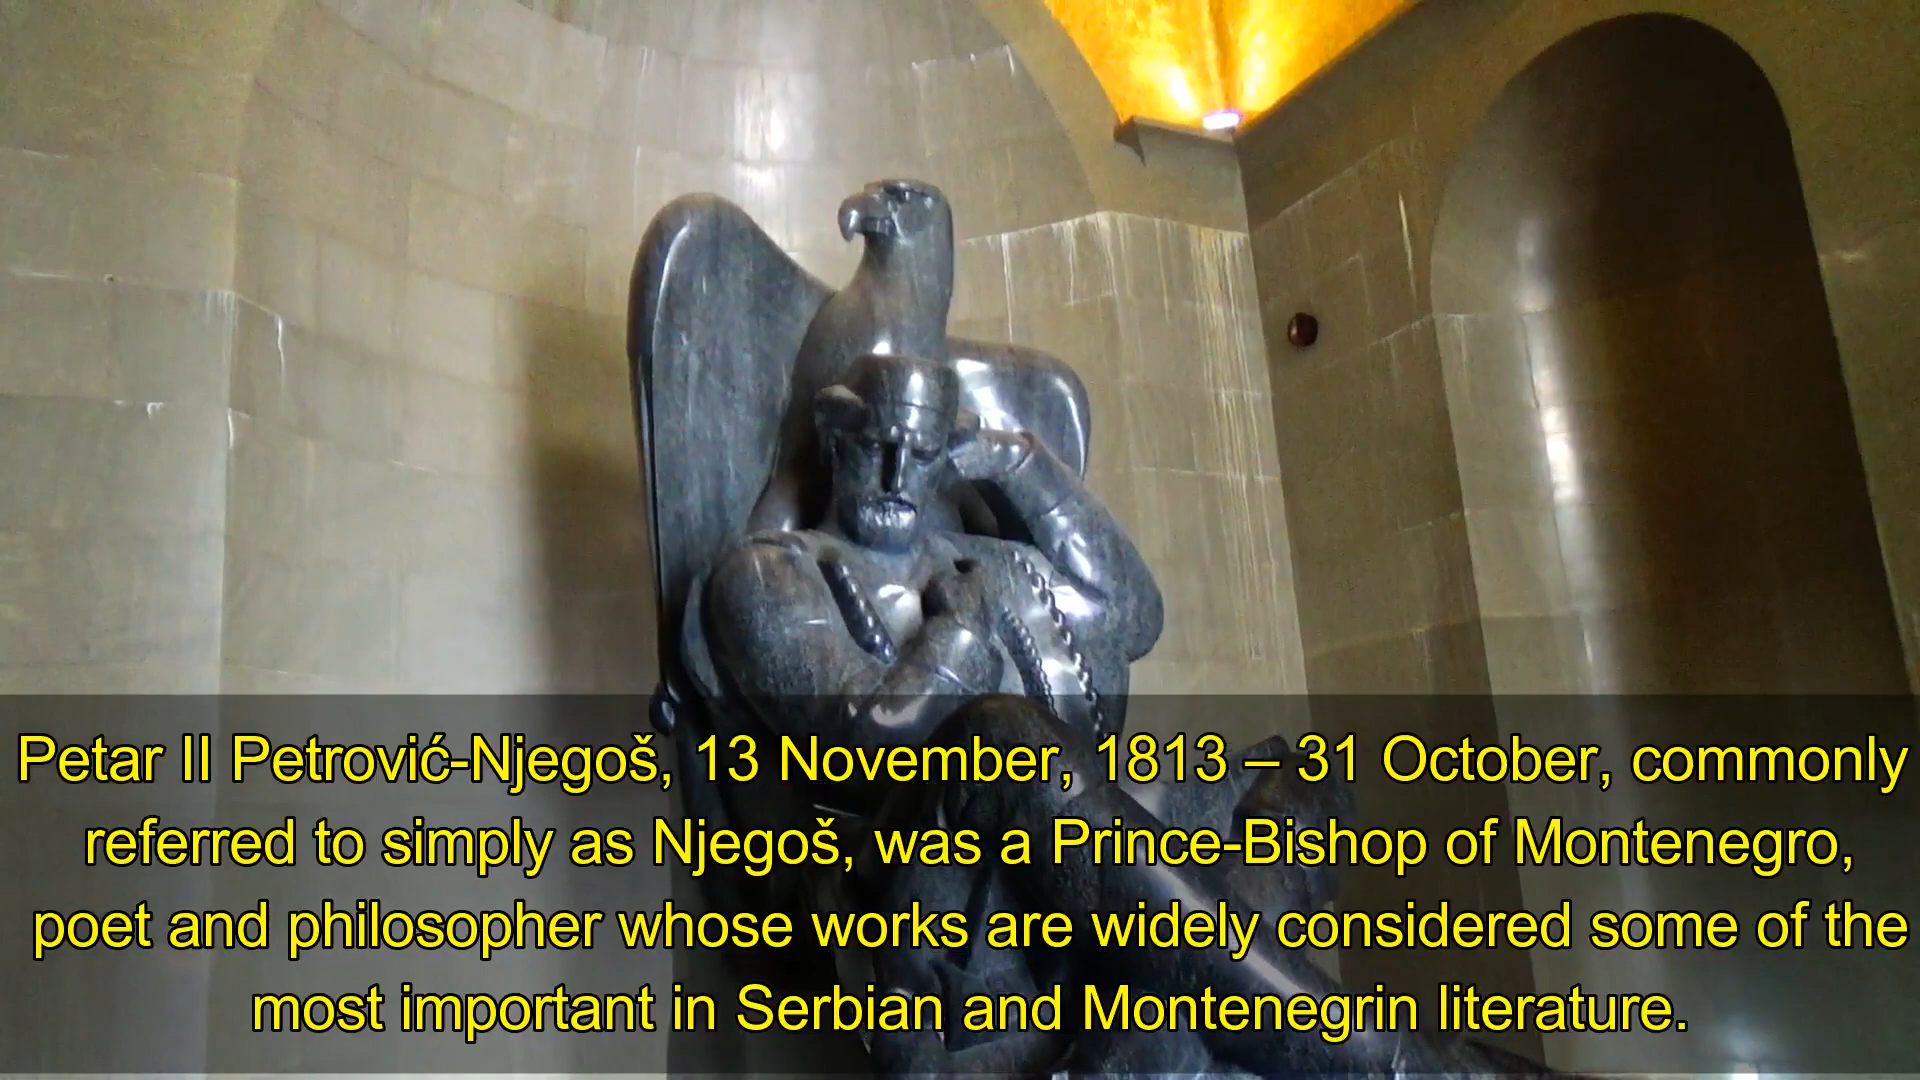 Petar II Petrović-Njegoš, 13 November, 1813 – 31 October, commonly
referred to simply as Njegoš, was a Prince-Bishop of Montenegro,
poet and philosopher whose works are widely considered some of the
most important in Serbian and Montenegrin literature.